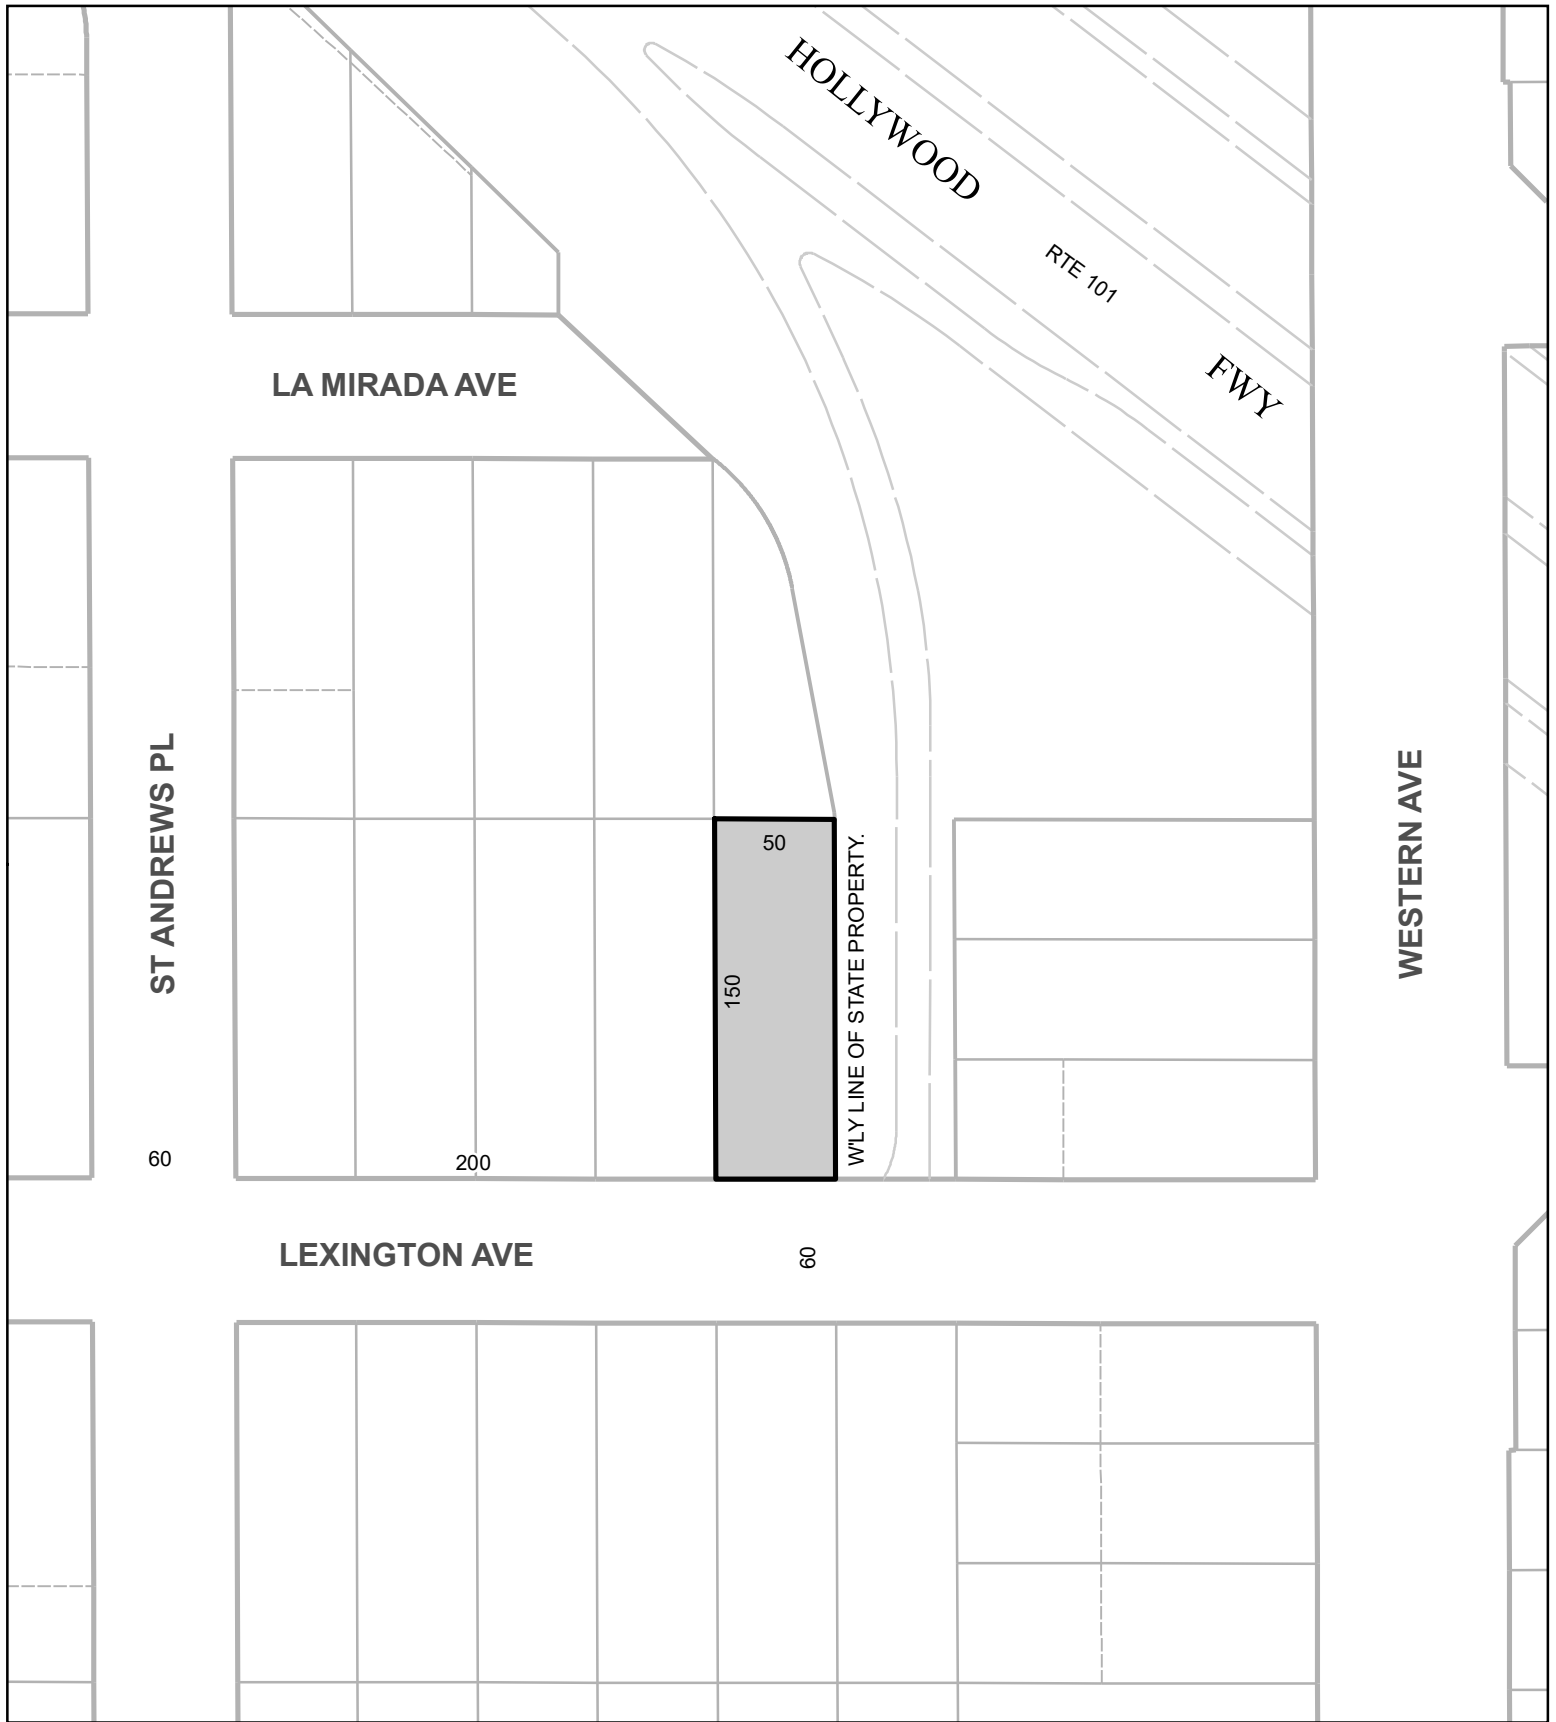 HOLLYWOOD
RTE 101
FWY
LA MIRADA AVE
ST ANDREWS PL
50
150
W'LY LINE OF STATE PROPERTY.
WESTERN AVE
60
200
LEXINGTON AVE
60